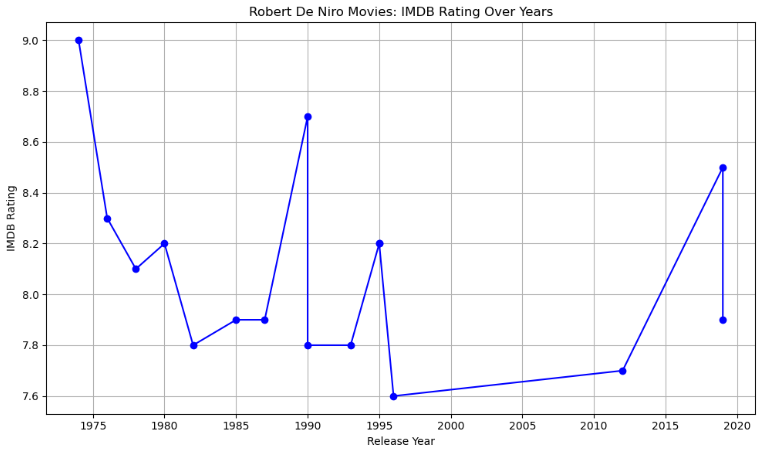 Robert De Niro Movies: IMDB Rating Over Years
9.0
8.8
8.6
8.4
8.2
8.0
7.8
7.6
IMDB Rating
1975 1980 1985 1990 1995 2000 2005 2010 2015 2020
Release Year